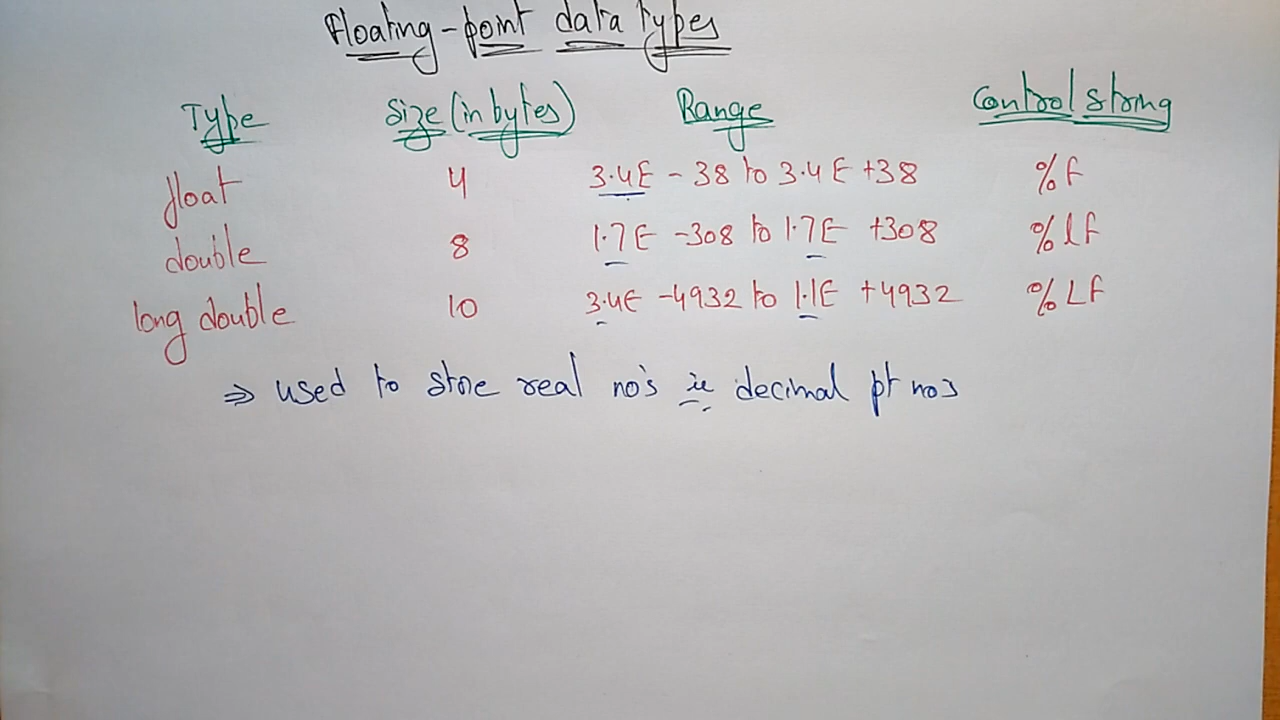 Floating-point data types
Type Size (in bytes) Range Control string
float 4 3.4E -38 to 3.4E +38 %f
double 8 1.7E -308 to 1.7E +308 %lf
long double 10 3.4E -4932 to 1.1E +4932 %Lf
⇒ used to store real no's ie decimal pt nos